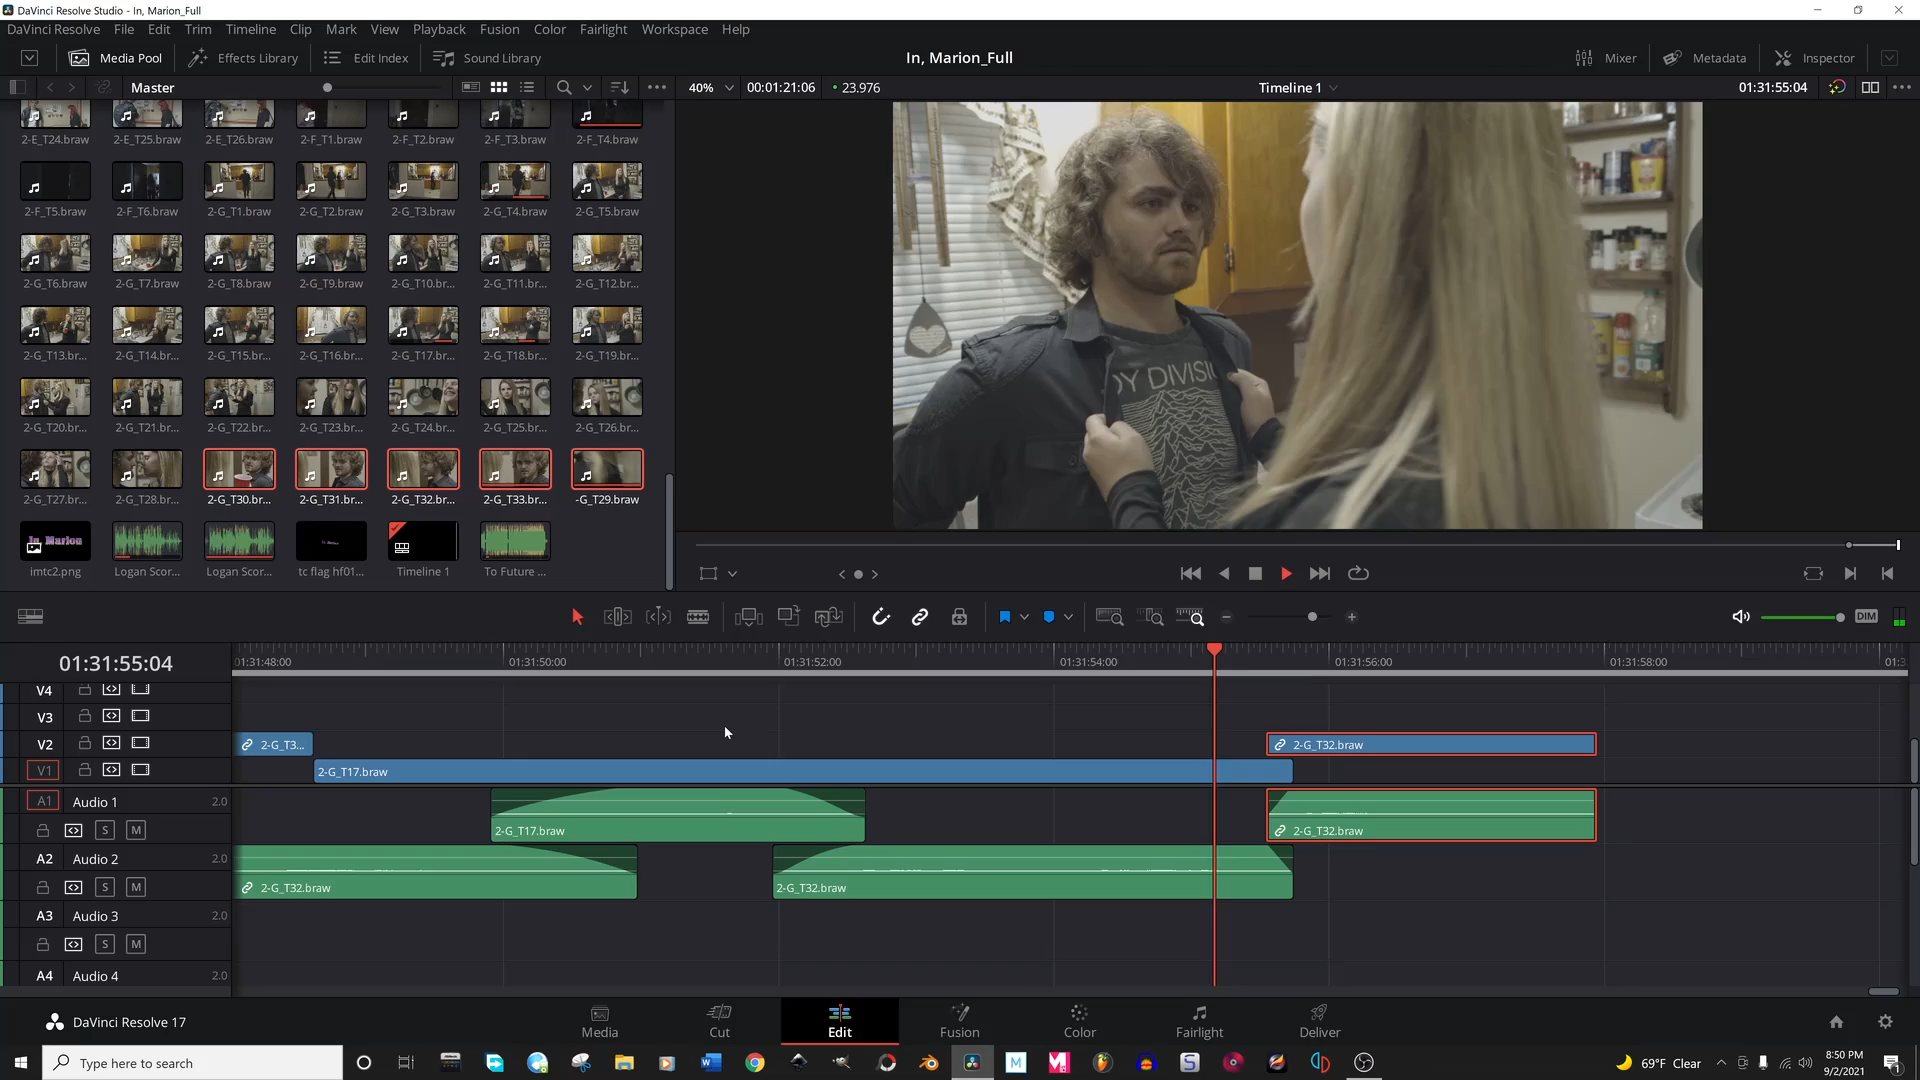 DaVinci Resolve Studio - In, Marion_Full
DaVinci Resolve File Edit Trim Timeline Clip Mark View Playback Fusion Color Fairlight Workspace Help
Media Pool Effects Library Edit Index Sound Library In, Marion_Full Mixer Metadata Inspector
Master 40% 00:01:21:06 23.976 Timeline 1 01:31:55:04
2-E_T24.braw 2-E_T25.braw 2-E_T26.braw 2-F_T1.braw 2-F_T2.braw 2-F_T3.braw 2-F_T4.braw
2-F_T5.braw 2-F_T6.braw 2-G_T1.braw 2-G_T2.braw 2-G_T3.braw 2-G_T4.braw 2-G_T5.braw
2-G_T6.braw 2-G_T7.braw 2-G_T8.braw 2-G_T9.braw 2-G_T10.br... 2-G_T11.br... 2-G_T12.br...
2-G_T13.br... 2-G_T14.br... 2-G_T15.br... 2-G_T16.br... 2-G_T17.br... 2-G_T18.br... 2-G_T19.br...
2-G_T20.br... 2-G_T21.br... 2-G_T22.br... 2-G_T23.br... 2-G_T24.br... 2-G_T25.br... 2-G_T26.br...
2-G_T27.br... 2-G_T28.br... 2-G_T30.br... 2-G_T31.br... 2-G_T32.br... 2-G_T33.br... -G_T29.braw
In, Marion
imtc2.png Logan Scor... Logan Scor... tc flag hf01... Timeline 1 To Future ...
OY DIVISIO
DIM
01:31:55:04 01:31:48:00 01:31:50:00 01:31:52:00 01:31:54:00 01:31:56:00 01:31:58:00 01:3
V4
V3
V2 2-G_T3... 2-G_T32.braw
V1 2-G_T17.braw
A1 Audio 1 2.0
S M 2-G_T17.braw 2-G_T32.braw
A2 Audio 2 2.0
S M 2-G_T32.braw 2-G_T32.braw
A3 Audio 3 2.0
S M
A4 Audio 4 2.0
DaVinci Resolve 17 Media Cut Edit Fusion Color Fairlight Deliver
Type here to search 69°F Clear 8:50 PM
9/2/2021